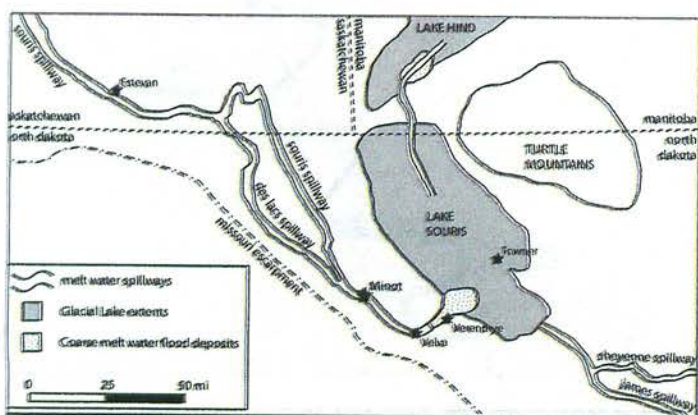 LAKE HIND
souris spillway
manitoba
saskatchewan
Estevan
askatchewan
north dakota
manitoba
north
dakota
TURTLE
MOUNTAINS
souris spillway
des lacs spillway
missouri escarpment
LAKE
SOURIS
Towner
Minot
Velva
Verendrye
sheyenne spillway
james spillway
melt water spillways
Glacial Lake extents
Coarse melt water flood deposits
0 25 50 mi